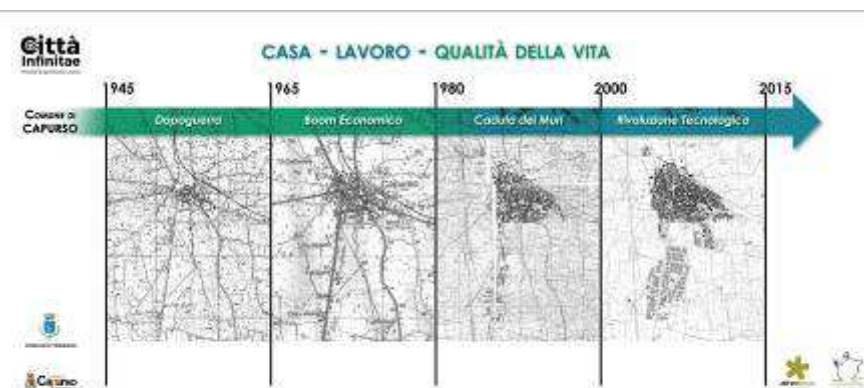 Città
Infinitae
CASA - LAVORO - QUALITÀ DELLA VITA
1945
1965
1980
2000
2015
COMUNE DI
CAPURSO
Dopoguerra
Boom Economico
Caduta dei Muri
Rivoluzione Tecnologica